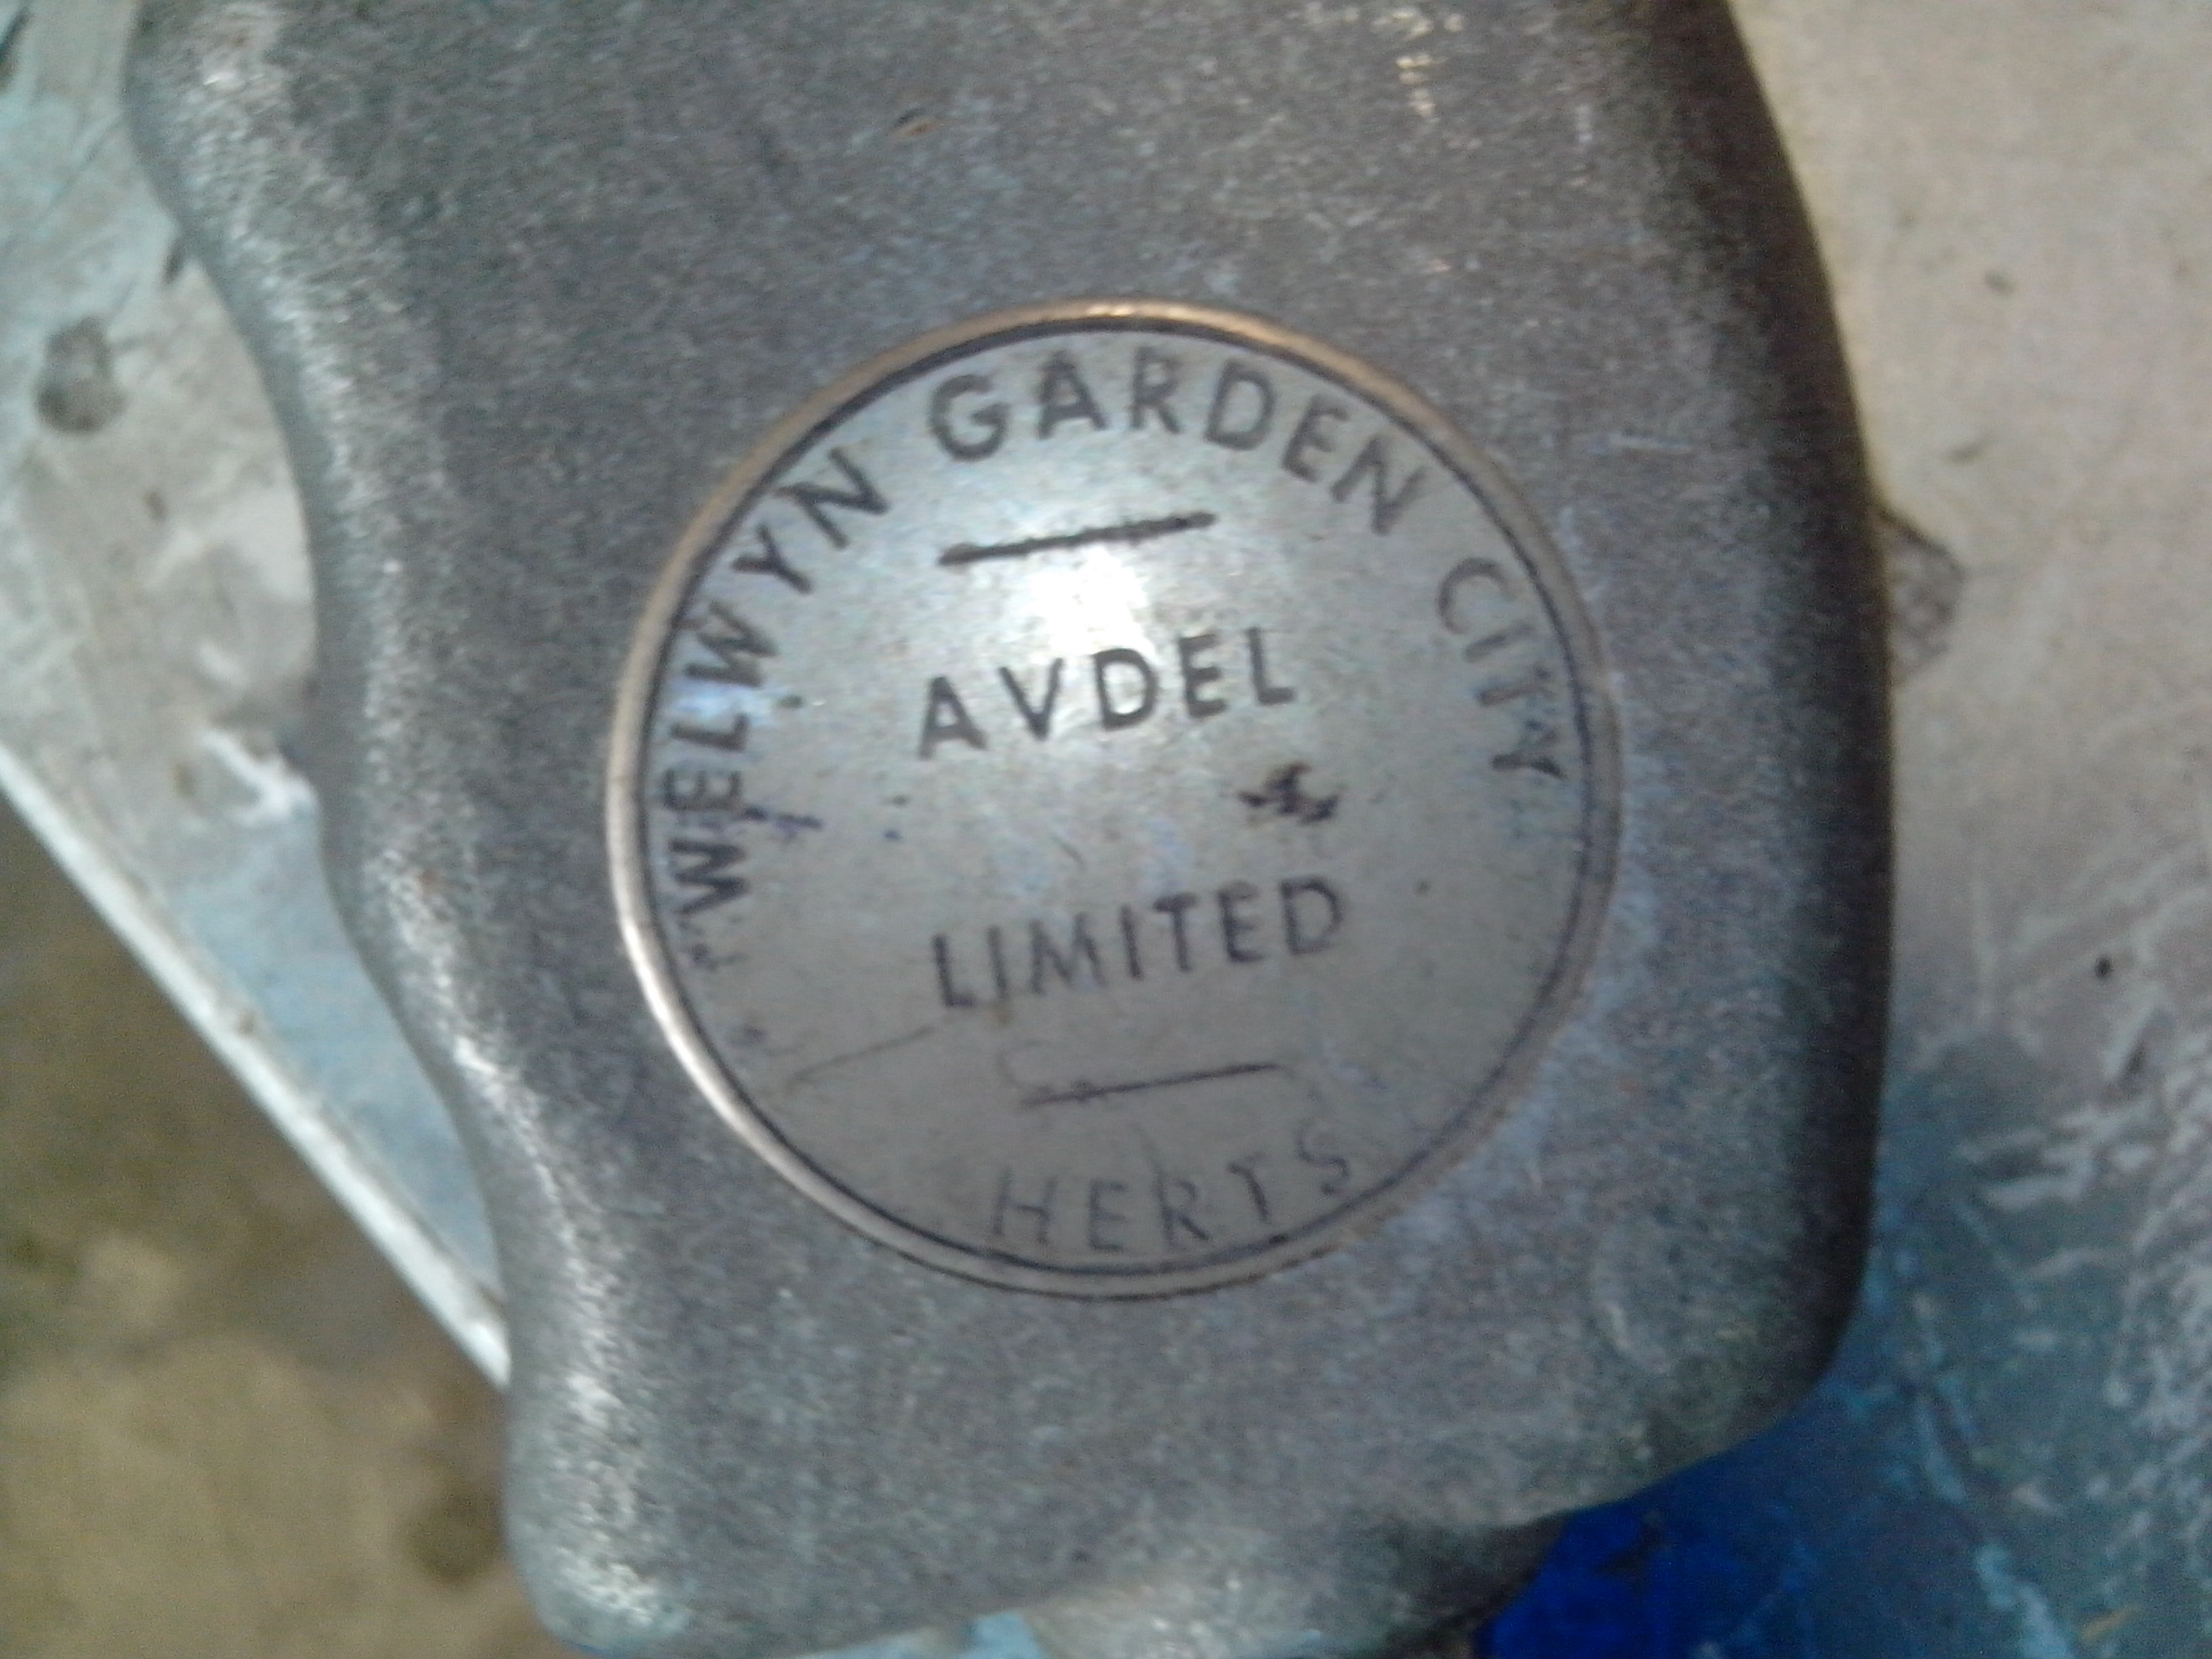 WELWYN GARDEN CITY
AVDEL
LIMITED
HERTS